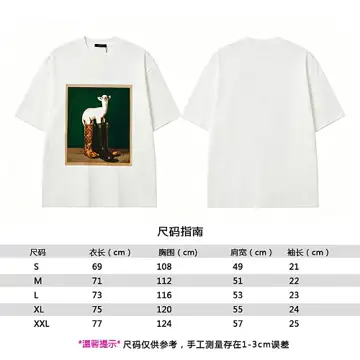 尺码指南
尺码 衣长（cm） 胸围(cm) 肩宽（cm） 袖长（cm）
S 69 108 49 21
M 71 112 51 22
L 73 116 53 23
XL 75 120 55 24
XXL 77 124 57 25
*温馨提示* 尺码仅供参考，手工测量存在1-3cm误差